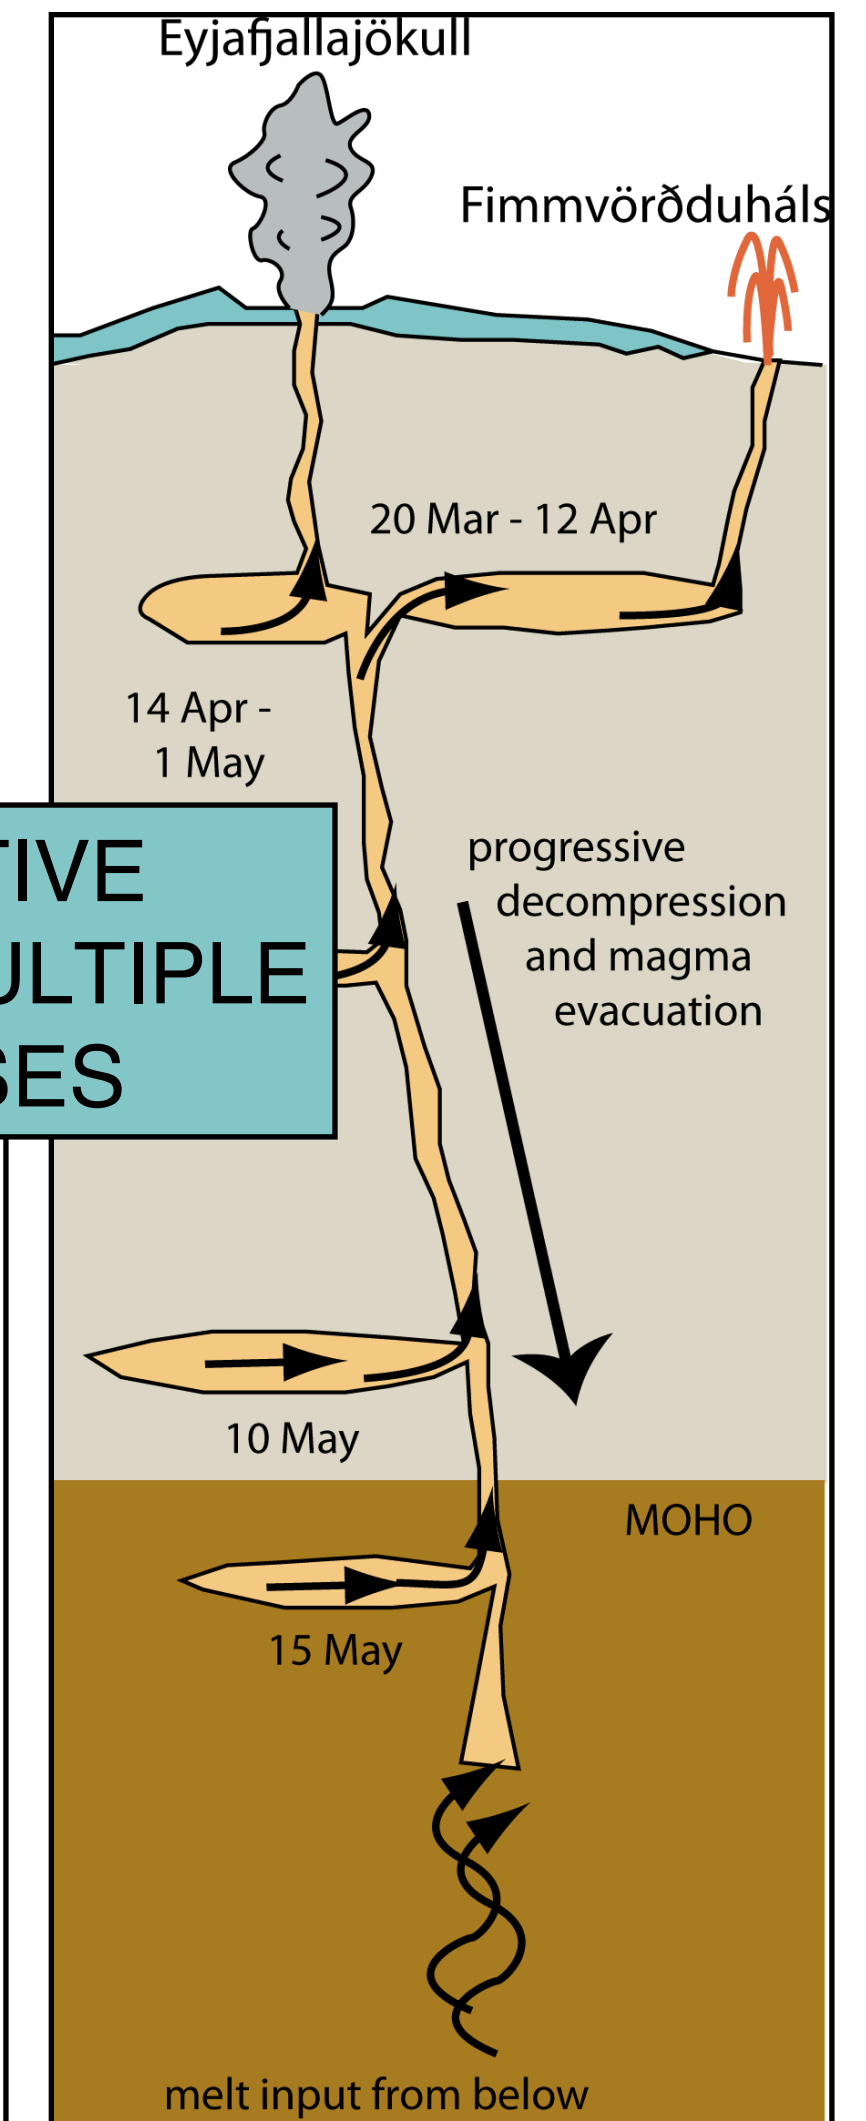 Eyjafjallajökull
Fimmvörðduháls
20 Mar - 12 Apr
14 Apr -
1 May
TIVE
ULTIPLE
SES
progressive
decompression
and magma
evacuation
10 May
MOHO
15 May
melt input from below